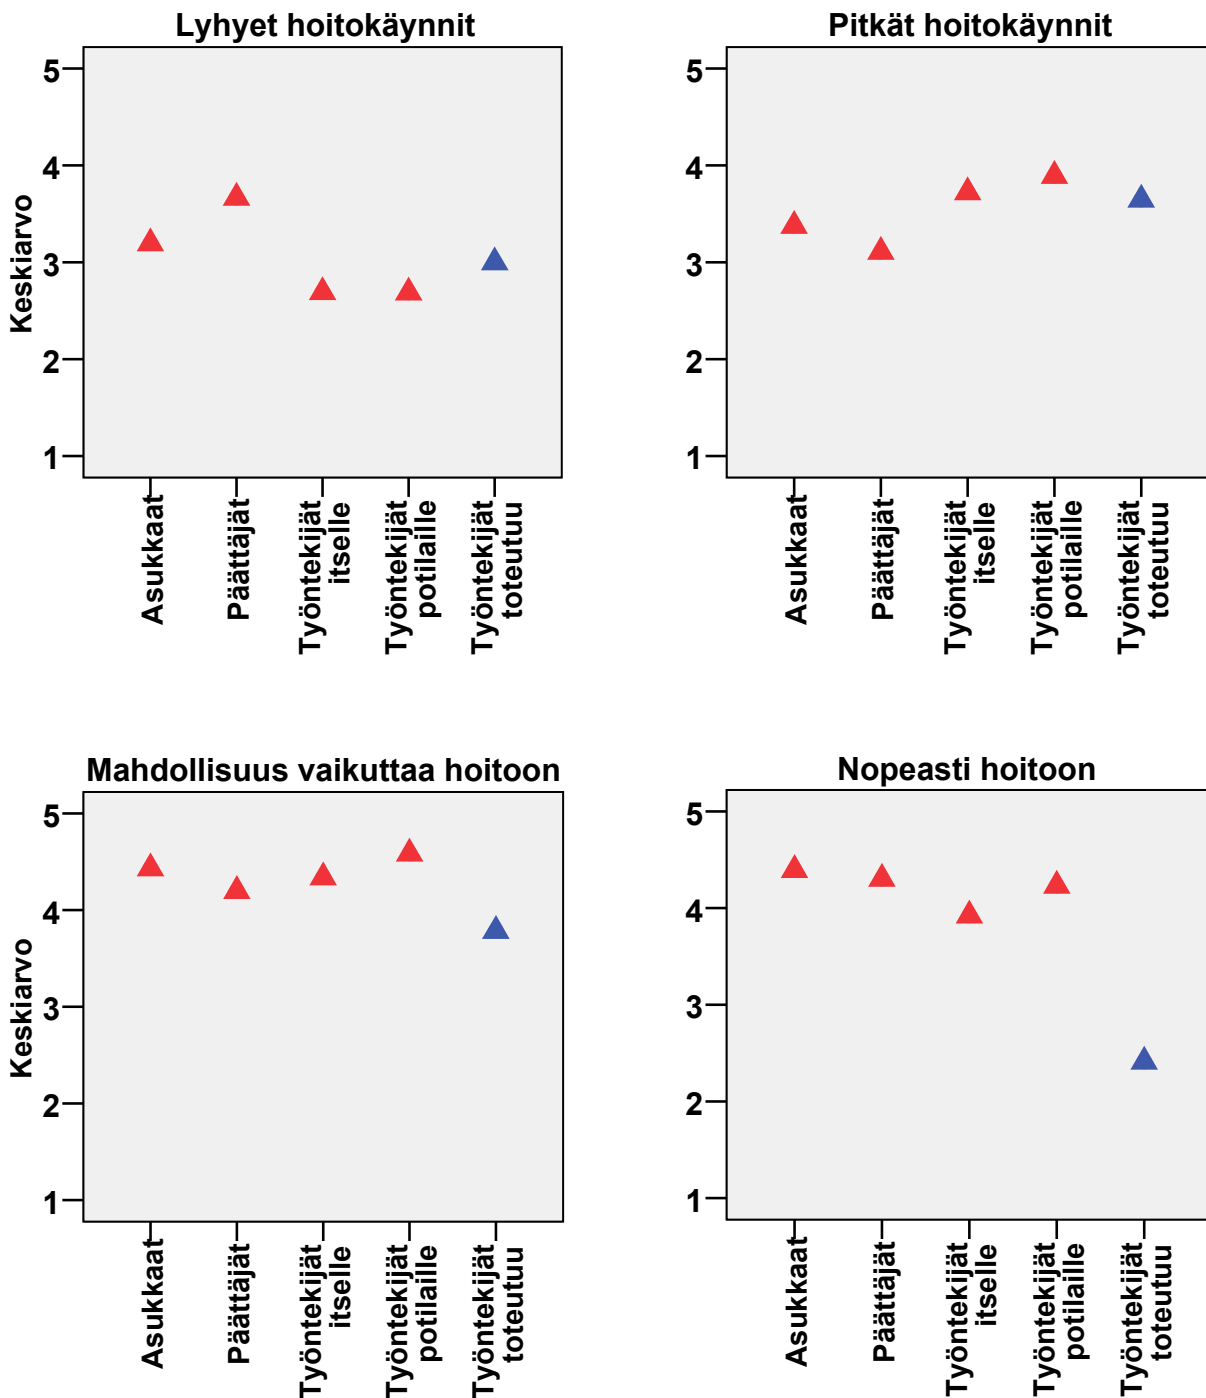 Lyhyet hoitokäynnit
Keskiarvo
5
4
3
2
1
Asukkaat
Päättäjät
Työntekijät
itselle
Työntekijät
potilaille
Työntekijät
toteutuu
Pitkät hoitokäynnit
5
4
3
2
1
Asukkaat
Päättäjät
Työntekijät
itselle
Työntekijät
potilaille
Työntekijät
toteutuu
Mahdollisuus vaikuttaa hoitoon
Keskiarvo
5
4
3
2
1
Asukkaat
Päättäjät
Työntekijät
itselle
Työntekijät
potilaille
Työntekijät
toteutuu
Nopeasti hoitoon
5
4
3
2
1
Asukkaat
Päättäjät
Työntekijät
itselle
Työntekijät
potilaille
Työntekijät
toteutuu